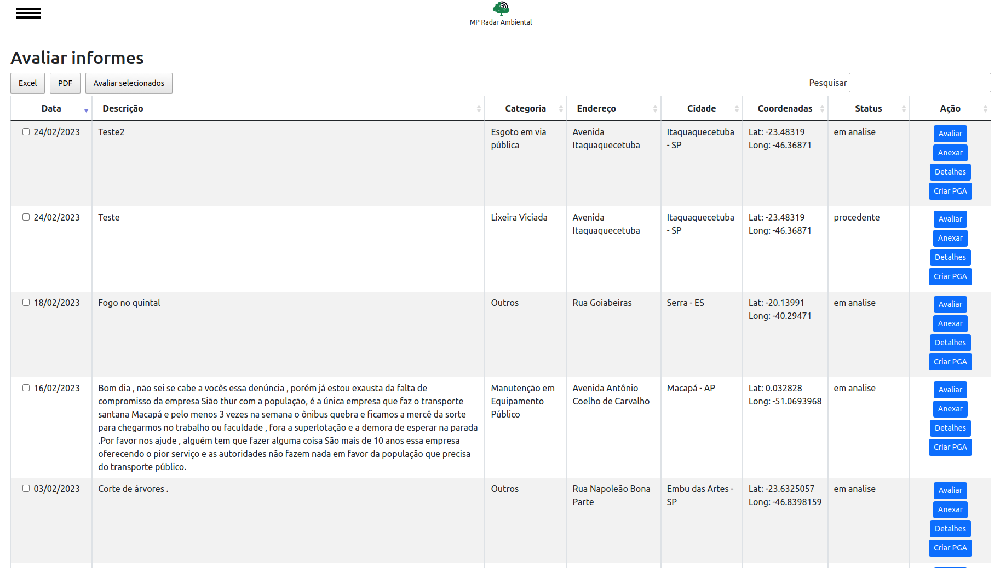 MP Radar Ambiental
Avaliar informes
Excel PDF Avaliar selecionados Pesquisar
Data Descrição Categoria Endereço Cidade Coordenadas Status Ação
24/02/2023 Teste2 Esgoto em via Avenida Itaquaquecetuba Lat: -23.48319 em analise Avaliar
pública Itaquaquecetuba - SP Long: -46.36871
Anexar
Detalhes
Criar PGA
24/02/2023 Teste Lixeira Viciada Avenida Itaquaquecetuba Lat: -23.48319 procedente Avaliar
Itaquaquecetuba - SP Long: -46.36871
Anexar
Detalhes
Criar PGA
18/02/2023 Fogo no quintal Outros Rua Goiabeiras Serra - ES Lat: -20.13991 em analise Avaliar
Long: -40.29471
Anexar
Detalhes
Criar PGA
16/02/2023 Bom dia , não sei se cabe a vocês essa denúncia , porém já estou exausta da falta de Manutenção em Avenida Antônio Macapá - AP Lat: 0.032828 em analise Avaliar
compromisso da empresa Sião thur com a população, é a única empresa que faz o transporte Equipamento Coelho de Carvalho Long: -51.0693968
santana Macapá e pelo menos 3 vezes na semana o ônibus quebra e ficamos a mercê da sorte Público Anexar
para chegarmos no trabalho ou faculdade , fora a superlotação e a demora de esperar na parada Detalhes
.Por favor nos ajude , alguém tem que fazer alguma coisa São mais de 10 anos essa empresa Criar PGA
oferecendo o pior serviço e as autoridades não fazem nada em favor da população que precisa
do transporte público.
03/02/2023 Corte de árvores . Outros Rua Napoleão Bona Embu das Artes - Lat: -23.6325057 em analise Avaliar
Parte SP Long: -46.8398159
Anexar
Detalhes
Criar PGA